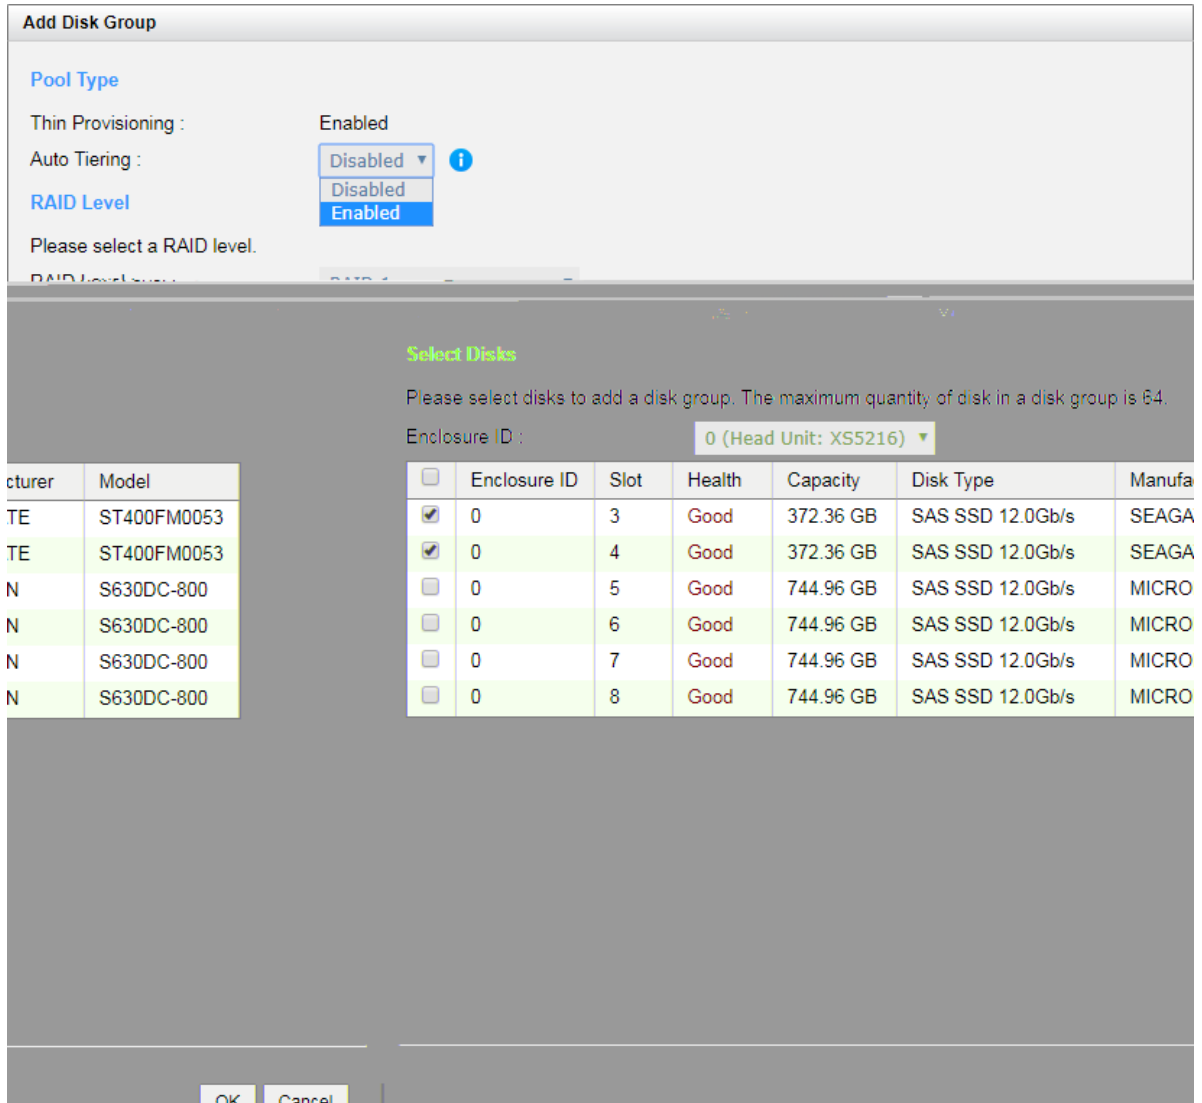 Add Disk Group
Pool Type
Thin Provisioning : Enabled
Auto Tiering : Disabled
Disabled
RAID Level
Enabled
Please select a RAID level.
Select Disks
Please select disks to add a disk group. The maximum quantity of disk in a disk group is 64.
Enclosure ID : 0 (Head Unit: XS5216)
cturer Model Enclosure ID Slot Health Capacity Disk Type Manufa
TE ST400FM0053 0 3 Good 372.36 GB SAS SSD 12.0Gb/s SEAGA
TE ST400FM0053 0 4 Good 372.36 GB SAS SSD 12.0Gb/s SEAGA
N S630DC-800 0 5 Good 744.96 GB SAS SSD 12.0Gb/s MICRO
N S630DC-800 0 6 Good 744.96 GB SAS SSD 12.0Gb/s MICRO
N S630DC-800 0 7 Good 744.96 GB SAS SSD 12.0Gb/s MICRO
N S630DC-800 0 8 Good 744.96 GB SAS SSD 12.0Gb/s MICRO
OK Cancel